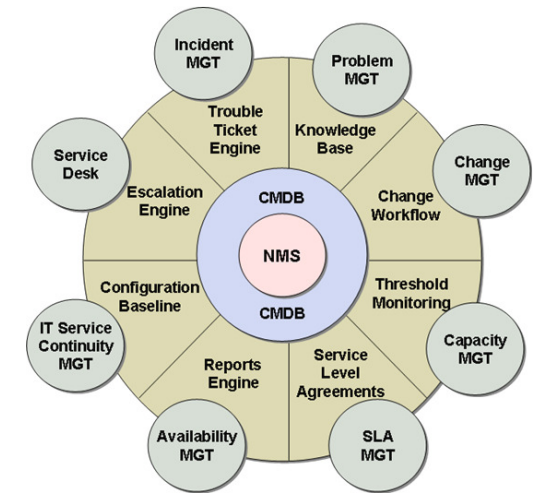 Incident
MGT
Problem
MGT
Trouble
Ticket
Engine
Knowledge
Base
Service
Desk
Change
MGT
Escalation
Engine
CMDB
Change
Workflow
NMS
Configuration
Baseline
CMDB
Threshold
Monitoring
IT Service
Continuity
MGT
Capacity
MGT
Reports
Engine
Service
Level
Agreements
Availability
MGT
SLA
MGT